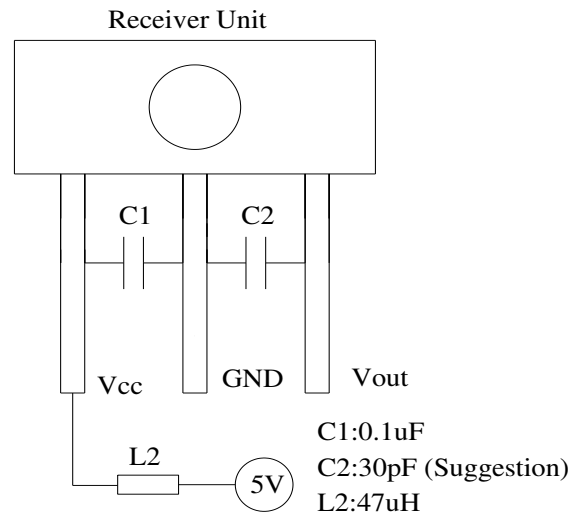 Receiver Unit
C1
C2
Vcc
GND
Vout
L2
5V
C1:0.1uF
C2:30pF (Suggestion)
L2:47uH